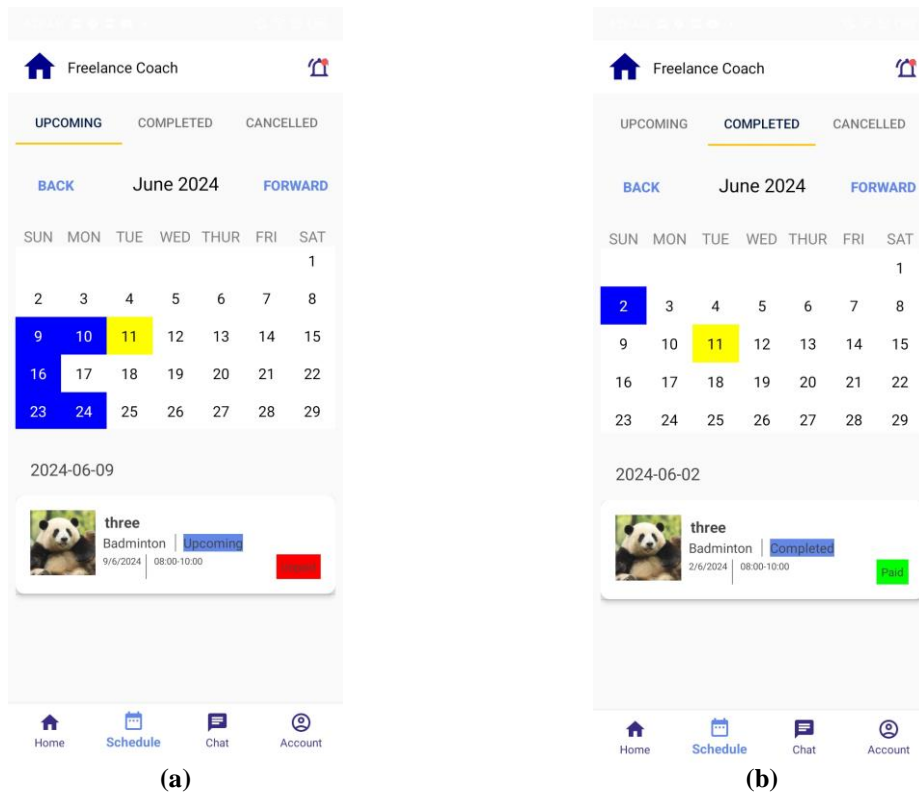 Freelance Coach
UPCOMING COMPLETED CANCELLED
BACK June 2024 FORWARD
SUN MON TUE WED THUR FRI SAT
1
2 3 4 5 6 7 8
9 10 11 12 13 14 15
16 17 18 19 20 21 22
23 24 25 26 27 28 29
2024-06-09
three
Badminton Upcoming
9/6/2024 08:00-10:00
Home Schedule Chat Account
(a)
Freelance Coach
UPCOMING COMPLETED CANCELLED
BACK June 2024 FORWARD
SUN MON TUE WED THUR FRI SAT
1
2 3 4 5 6 7 8
9 10 11 12 13 14 15
16 17 18 19 20 21 22
23 24 25 26 27 28 29
2024-06-02
three
Badminton Completed
2/6/2024 08:00-10:00
Paid
Home Schedule Chat Account
(b)